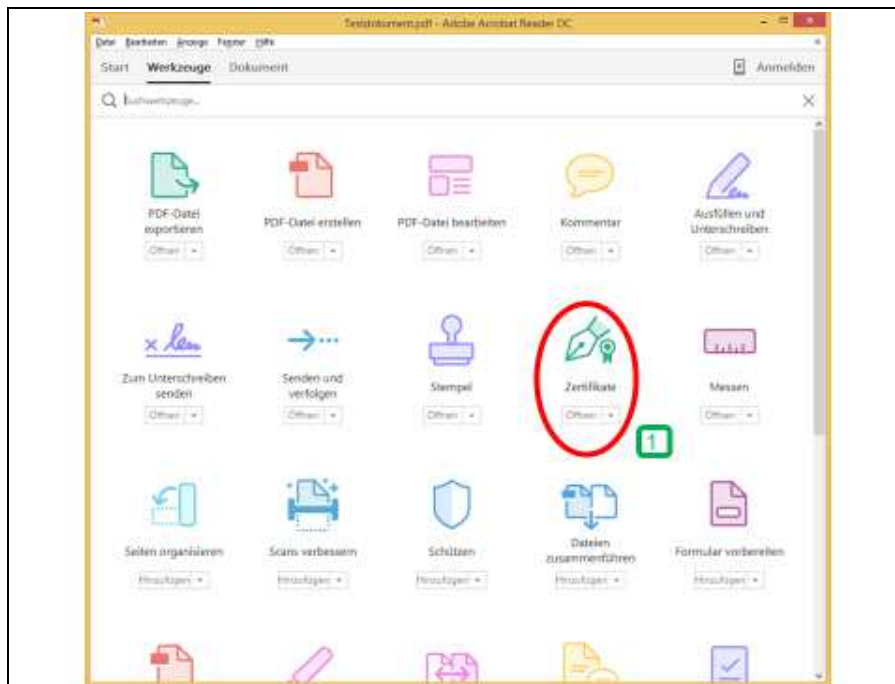 Testdokument.pdf - Adobe Acrobat Reader DC
Datei Bearbeiten Anzeige Fenster Hilfe
Start Werkzeuge Dokument Anmelden
Suchwerkzeuge...
PDF-Datei
exportieren
PDF-Datei erstellen
PDF-Datei bearbeiten
Kommentar
Ausfüllen und
Unterschreiben
Öffnen Öffnen Öffnen Öffnen Öffnen
Zum Unterschreiben
senden
Senden und
verfolgen
Stempel
Zertifikate
Messen
Öffnen Öffnen Öffnen Öffnen
1
Seiten organisieren
Scans verbessern
Schützen
Dateien
zusammenführen
Formular vorbereiten
Hinzufügen Hinzufügen Hinzufügen Hinzufügen Hinzufügen